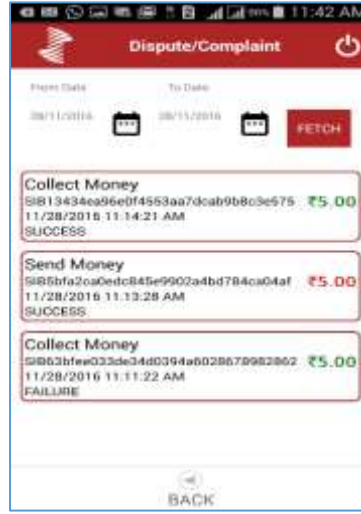 11:42 AM
Dispute/Complaint
From Date To Date
28/11/2016 28/11/2016 FETCH
Collect Money
₹5.00
11/28/2016 11:14:21 AM
SUCCESS
Send Money
₹5.00
11/28/2016 11:13:28 AM
SUCCESS
Collect Money
₹5.00
11/28/2016 11:11:22 AM
FAILURE
BACK